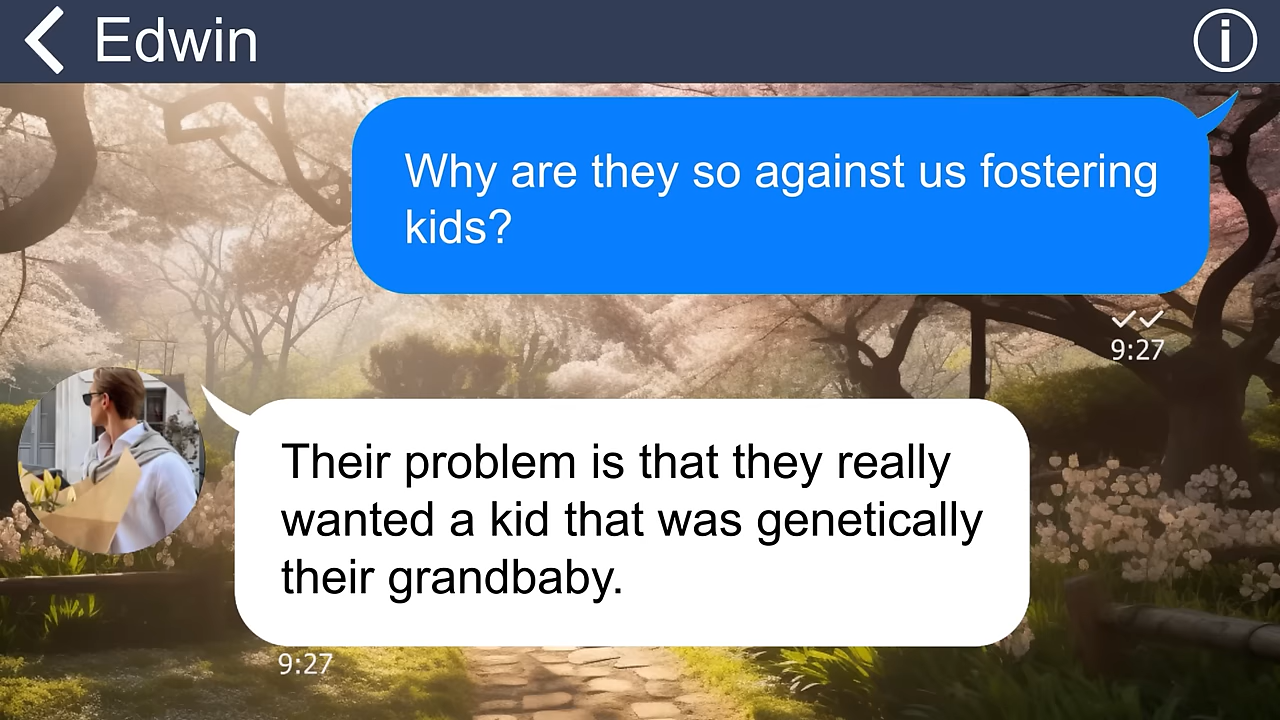 Edwin
Why are they so against us fostering
kids?
9:27
Their problem is that they really
wanted a kid that was genetically
their grandbaby.
9:27